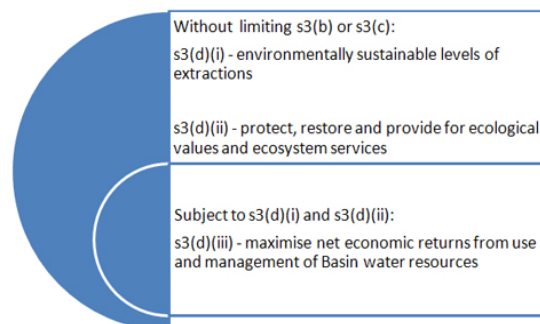 Without limiting s3(b) or s3(c):
s3(d)(i) - environmentally sustainable levels of
extractions
s3(d)(ii) - protect, restore and provide for ecological
values and ecosystem services
Subject to s3(d)(i) and s3(d)(ii):
s3(d)(iii) - maximise net economic returns from use
and management of Basin water resources